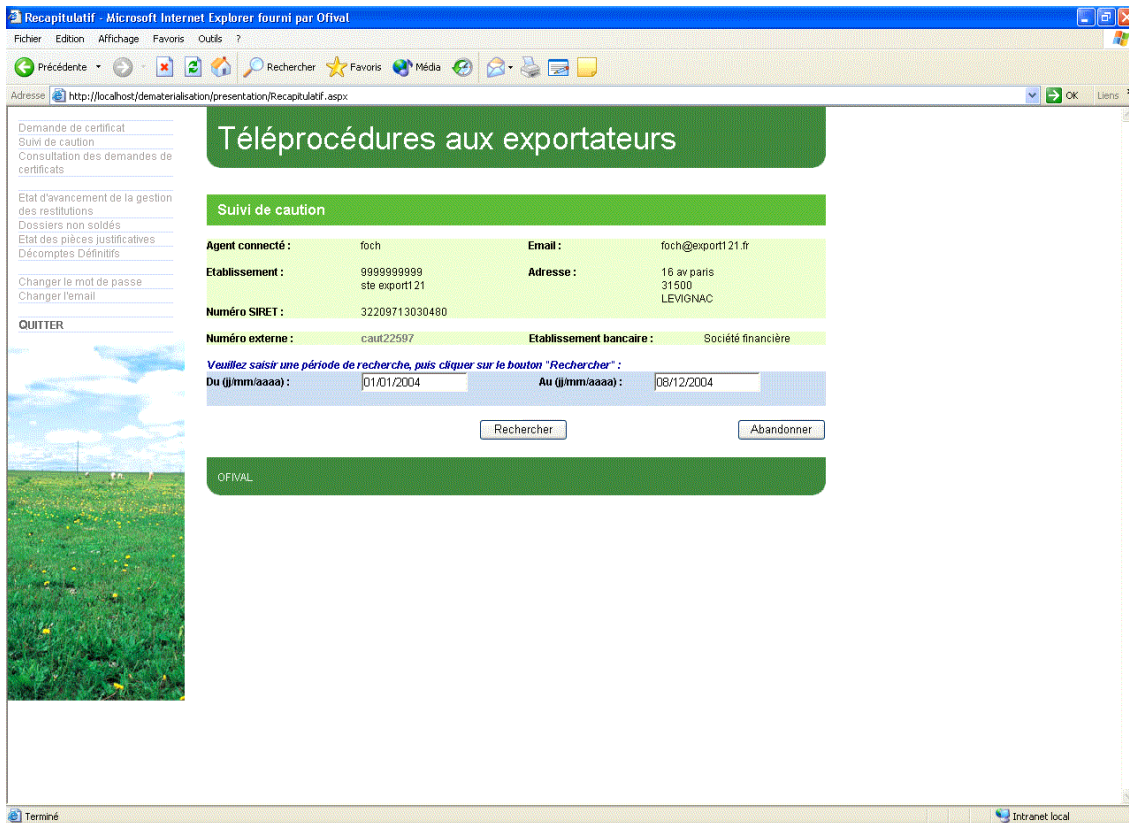 Recapitulatif - Microsoft Internet Explorer fourni par Ofival
Fichier Edition Affichage Favoris Outils ?
Précédente Rechercher Favoris Média
Adresse http://localhost/dematerialisation/presentation/Recapitulatif.aspx OK Liens
Demande de certificat
Suivi de caution
Consultation des demandes de
certificats
Etat d'avancement de la gestion
des restitutions
Dossiers non soldés
Etat des pièces justificatives
Décomptes Définitifs
Changer le mot de passe
Changer l'email
QUITTER
Téléprocédures aux exportateurs
Suivi de caution
Agent connecté : foch Email : foch@export121.fr
Etablissement : 9999999999 Adresse : 16 av paris
ste export121 31500
LEVIGNAC
Numéro SIRET : 32209713030480
Numéro externe : caut22597 Etablissement bancaire : Société financière
Veuillez saisir une période de recherche, puis cliquer sur le bouton "Rechercher" :
Du (jj/mm/aaaa) : 01/01/2004 Au (jj/mm/aaaa) : 08/12/2004
Rechercher Abandonner
OFIVAL
Terminé Intranet local